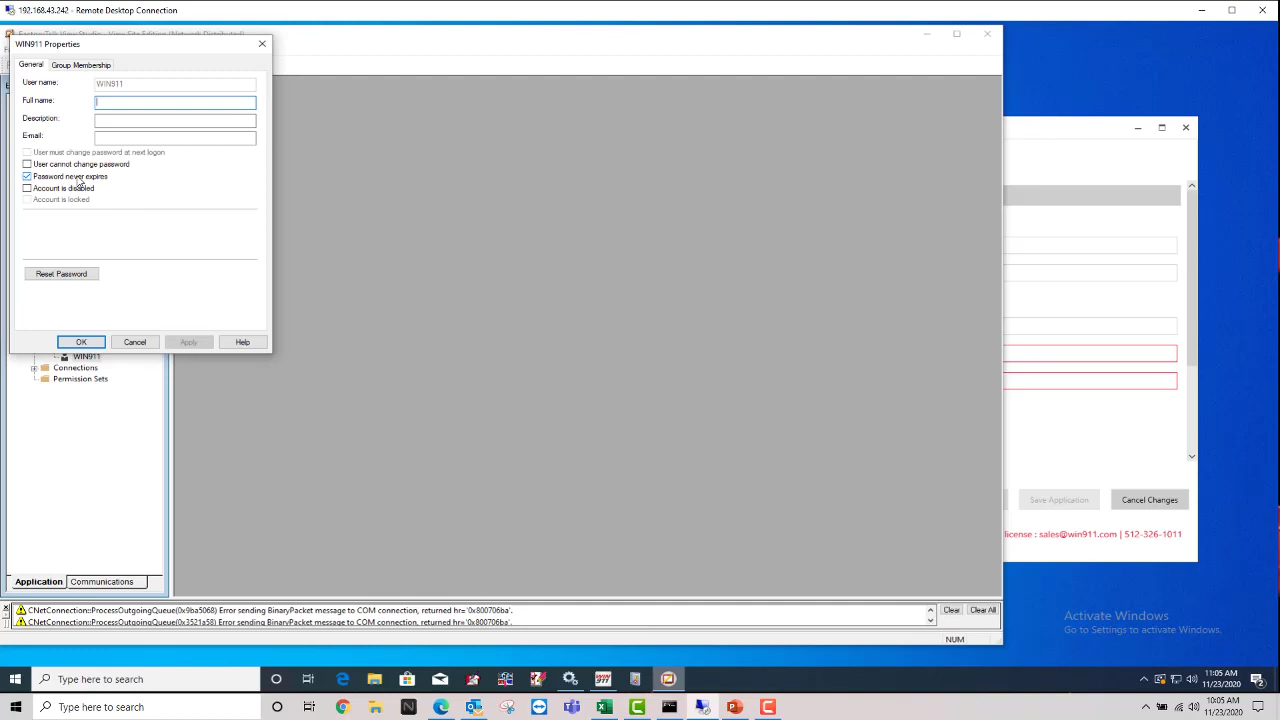 192.168.43.242 - Remote Desktop Connection
WIN911 Properties
General
Group Membership
User name:
WIN911
Full name:
Description:
E-mail:
User must change password at next logon
User cannot change password
Password never expires
Account is disabled
Account is locked
Reset Password
OK
Cancel
Apply
Help
WIN911
Connections
Permission Sets
Save Application
Cancel Changes
license : sales@win911.com | 512-326-1011
Application
Communications
CNetConnection::ProcessOutgoingQueue(0x9ba5068) Error sending BinaryPacket message to COM connection, returned hr='0x800706ba'.
CNetConnection::ProcessOutgoingQueue(0x3521a58) Error sending BinaryPacket message to COM connection, returned hr='0x800706ba'.
Clear
Clear All
NUM
Activate Windows
Go to Settings to activate Windows.
Type here to search
11:05 AM
11/23/2020
2
Type here to search
10:05 AM
11/23/2020